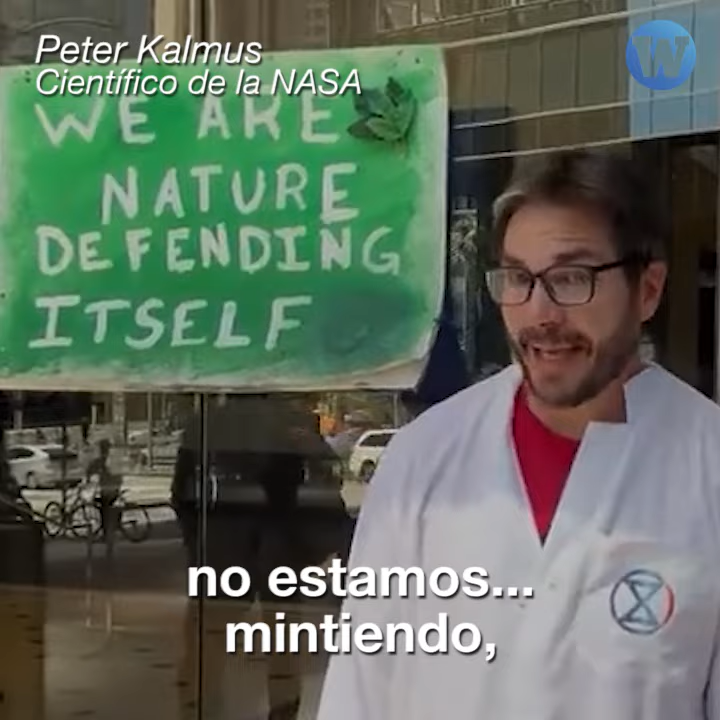 Peter Kalmus
Científico de la NASA
W
WE ARE
NATURE
DEFENDING
ITSELF
no estamos...
mintiendo,